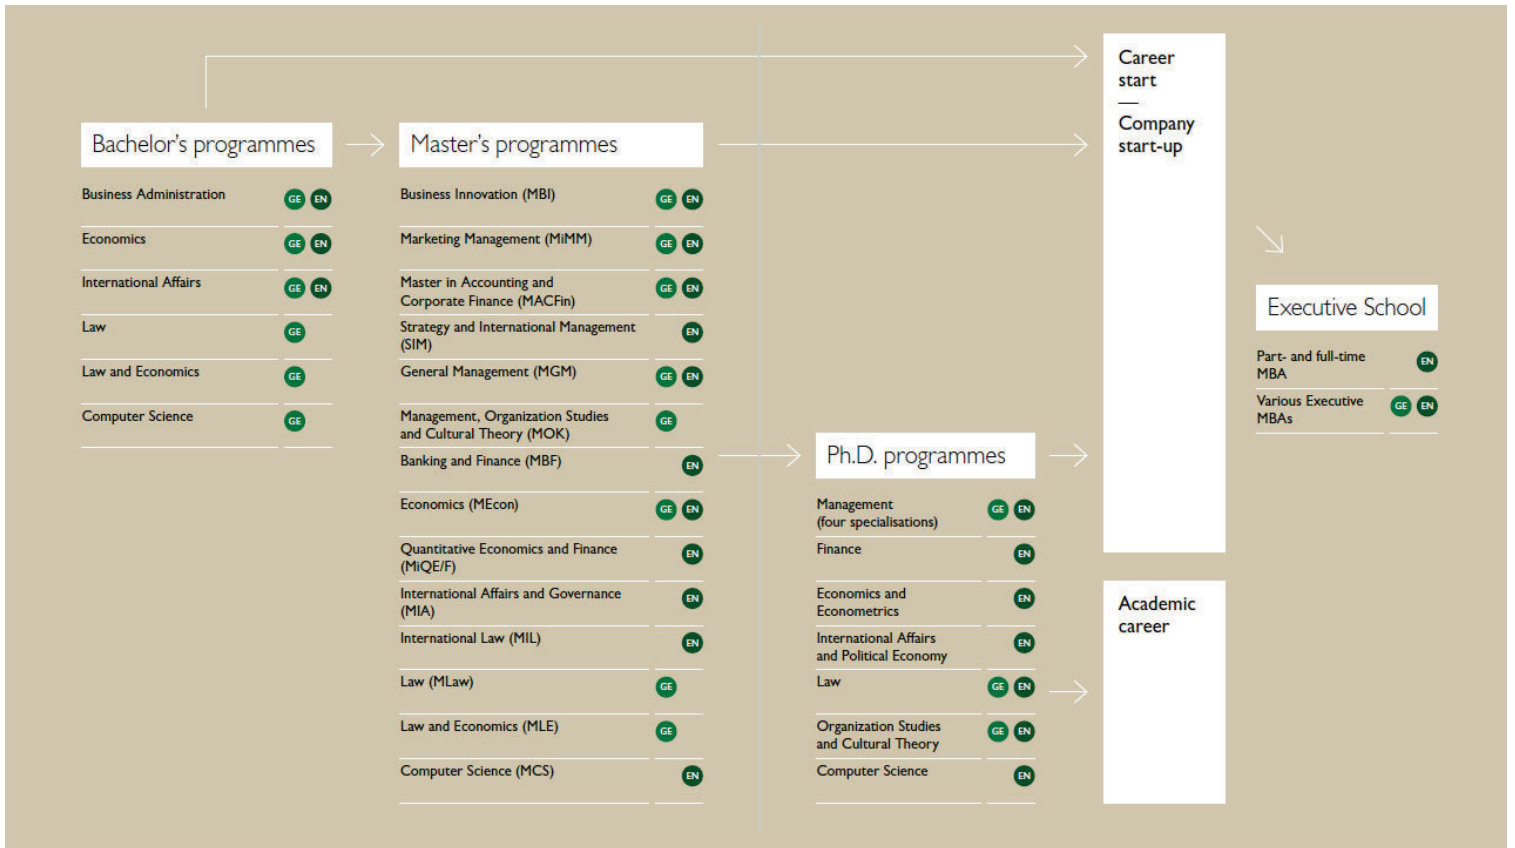 Career
start
—
Company
start-up
Bachelor's programmes
Master's programmes
Business Administration GE EN
Economics GE EN
International Affairs GE EN
Law GE
Law and Economics GE
Computer Science GE
Business Innovation (MBI) GE EN
Marketing Management (MiMM) GE EN
Master in Accounting and
Corporate Finance (MACFin) GE EN
Strategy and International Management
(SIM) EN
General Management (MGM) GE EN
Management, Organization Studies
and Cultural Theory (MOK) GE
Banking and Finance (MBF) EN
Economics (MEcon) GE EN
Quantitative Economics and Finance
(MiQE/F) EN
International Affairs and Governance
(MIA) EN
International Law (MIL) EN
Law (MLaw) GE
Law and Economics (MLE) GE
Computer Science (MCS) EN
Ph.D. programmes
Management
(four specialisations) GE EN
Finance EN
Economics and
Econometrics EN
International Affairs
and Political Economy EN
Law GE EN
Organization Studies
and Cultural Theory GE EN
Computer Science EN
Academic
career
Executive School
Part- and full-time
MBA EN
Various Executive
MBAs GE EN